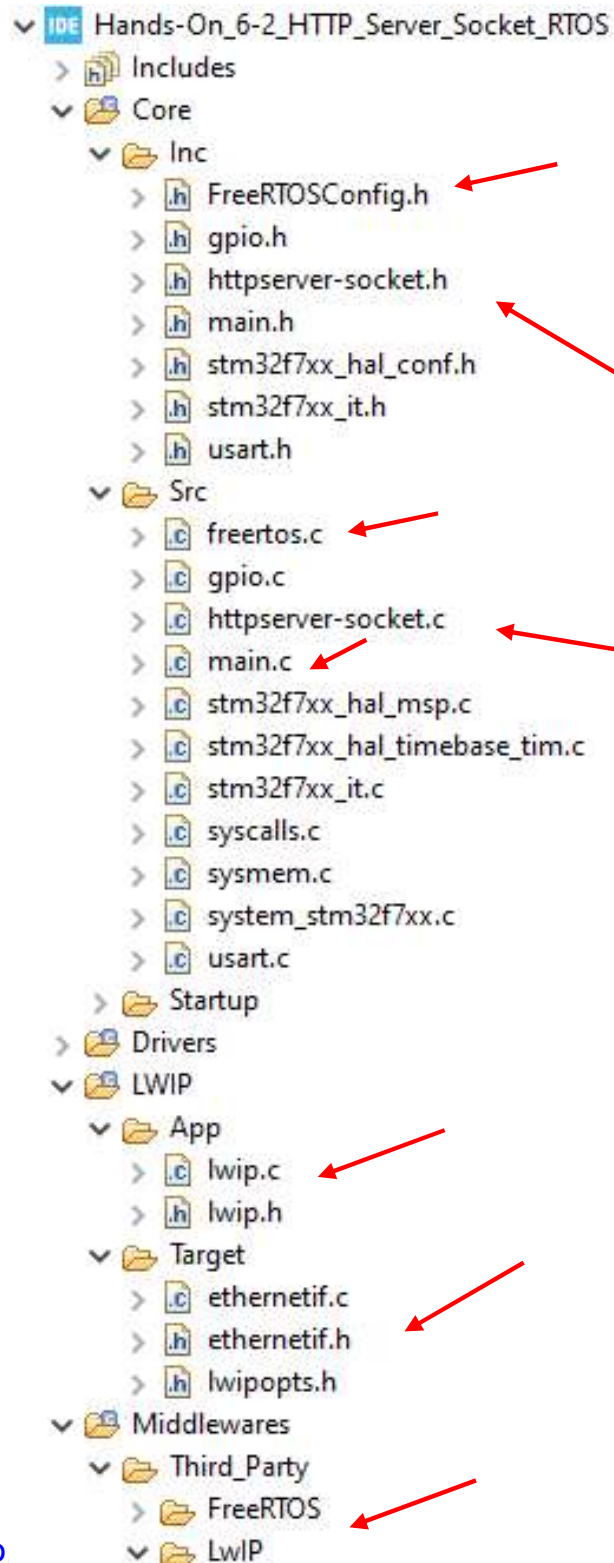 IDE Hands-On_6-2_HTTP_Server_Socket_RTOS
Includes
Core
Inc
.h FreeRTOSConfig.h
.h gpio.h
.h httpserver-socket.h
.h main.h
.h stm32f7xx_hal_conf.h
.h stm32f7xx_it.h
.h usart.h
Src
.c freertos.c
.c gpio.c
.c httpserver-socket.c
.c main.c
.c stm32f7xx_hal_msp.c
.c stm32f7xx_hal_timebase_tim.c
.c stm32f7xx_it.c
.c syscalls.c
.c sysmem.c
.c system_stm32f7xx.c
.c usart.c
Startup
Drivers
LWIP
App
.c lwip.c
.h lwip.h
Target
.c ethernetif.c
.h ethernetif.h
.h lwipopts.h
Middlewares
Third_Party
FreeRTOS
LwIP